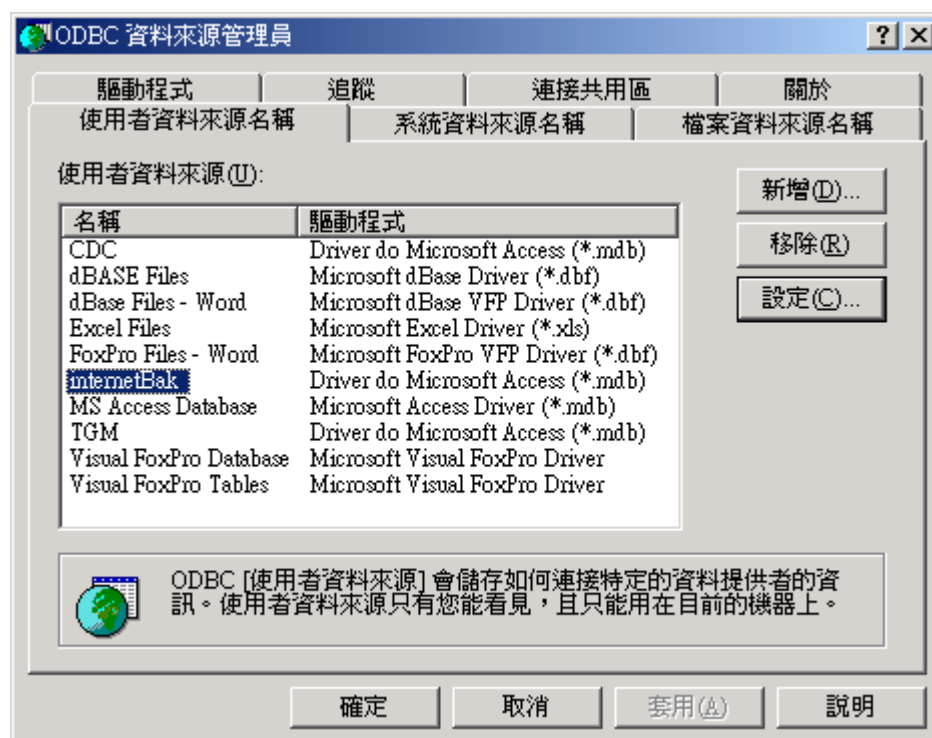 ODBC 資料來源管理員
驅動程式 追蹤 連接共用區 關於
使用者資料來源名稱 系統資料來源名稱 檔案資料來源名稱
使用者資料來源(U):
新增(D)...
移除(R)
設定(C)...
名稱 驅動程式
CDC Driver do Microsoft Access (*.mdb)
dBASE Files Microsoft dBase Driver (*.dbf)
dBase Files - Word Microsoft dBase VFP Driver (*.dbf)
Excel Files Microsoft Excel Driver (*.xls)
FoxPro Files - Word Microsoft FoxPro VFP Driver (*.dbf)
internetBak Driver do Microsoft Access (*.mdb)
MS Access Database Microsoft Access Driver (*.mdb)
TGM Driver do Microsoft Access (*.mdb)
Visual FoxPro Database Microsoft Visual FoxPro Driver
Visual FoxPro Tables Microsoft Visual FoxPro Driver
ODBC [使用者資料來源] 會儲存如何連接特定的資料提供者的資
訊。使用者資料來源只有您能看見，且只能用在目前的機器上。
確定 取消 套用(A) 說明